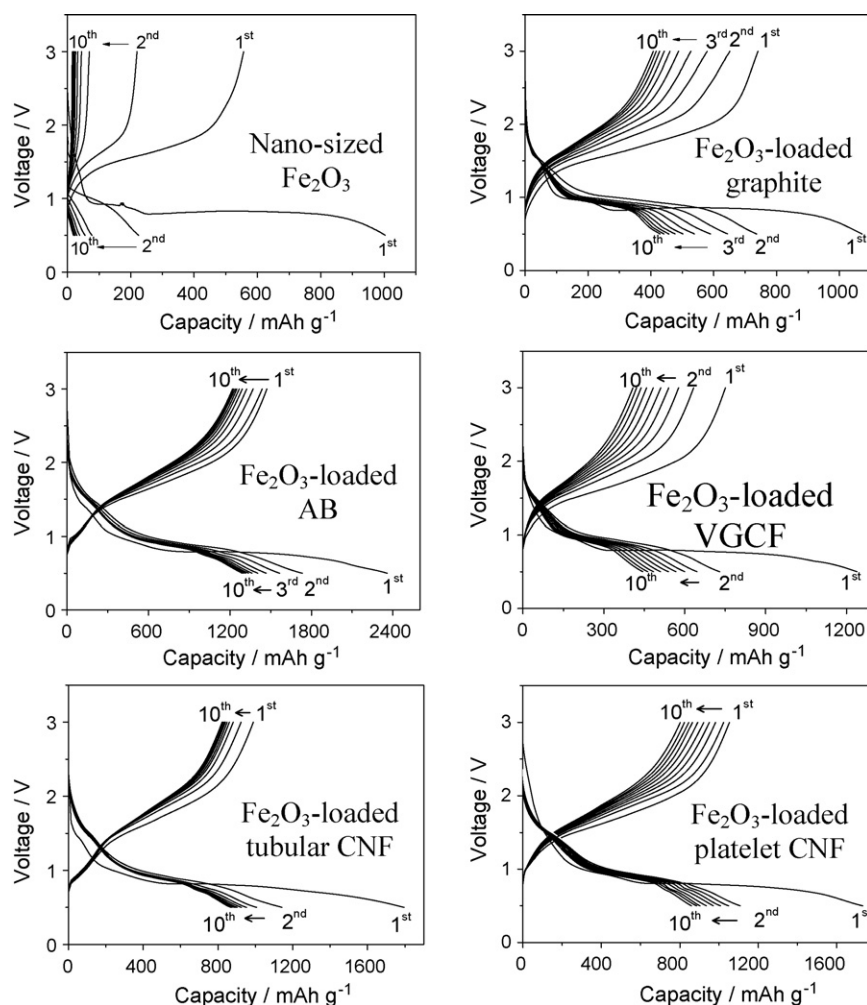 10th ← 2nd 1st
Nano-sized
Fe2O3
10th ← 2nd 1st
3
2
1
0
0 200 400 600 800 1000
Voltage / V
Capacity / mAh g-1
10th ← 3rd 2nd 1st
Fe2O3-loaded
graphite
10th ← 3rd 2nd 1st
3
2
1
0
0 200 400 600 800 1000
Voltage / V
Capacity / mAh g-1
10th ← 1st
Fe2O3-loaded
AB
10th ← 3rd 2nd 1st
3
2
1
0
0 600 1200 1800 2400
Voltage / V
Capacity / mAh g-1
10th ← 2nd 1st
Fe2O3-loaded
VGCF
10th ← 2nd 1st
3
2
1
0
0 300 600 900 1200
Voltage / V
Capacity / mAh g-1
10th ← 1st
Fe2O3-loaded
tubular CNF
10th ← 2nd 1st
3
2
1
0
0 400 800 1200 1600
Voltage / V
Capacity / mAh g-1
10th ← 1st
Fe2O3-loaded
platelet CNF
10th ← 2nd 1st
3
2
1
0
0 400 800 1200 1600
Voltage / V
Capacity / mAh g-1